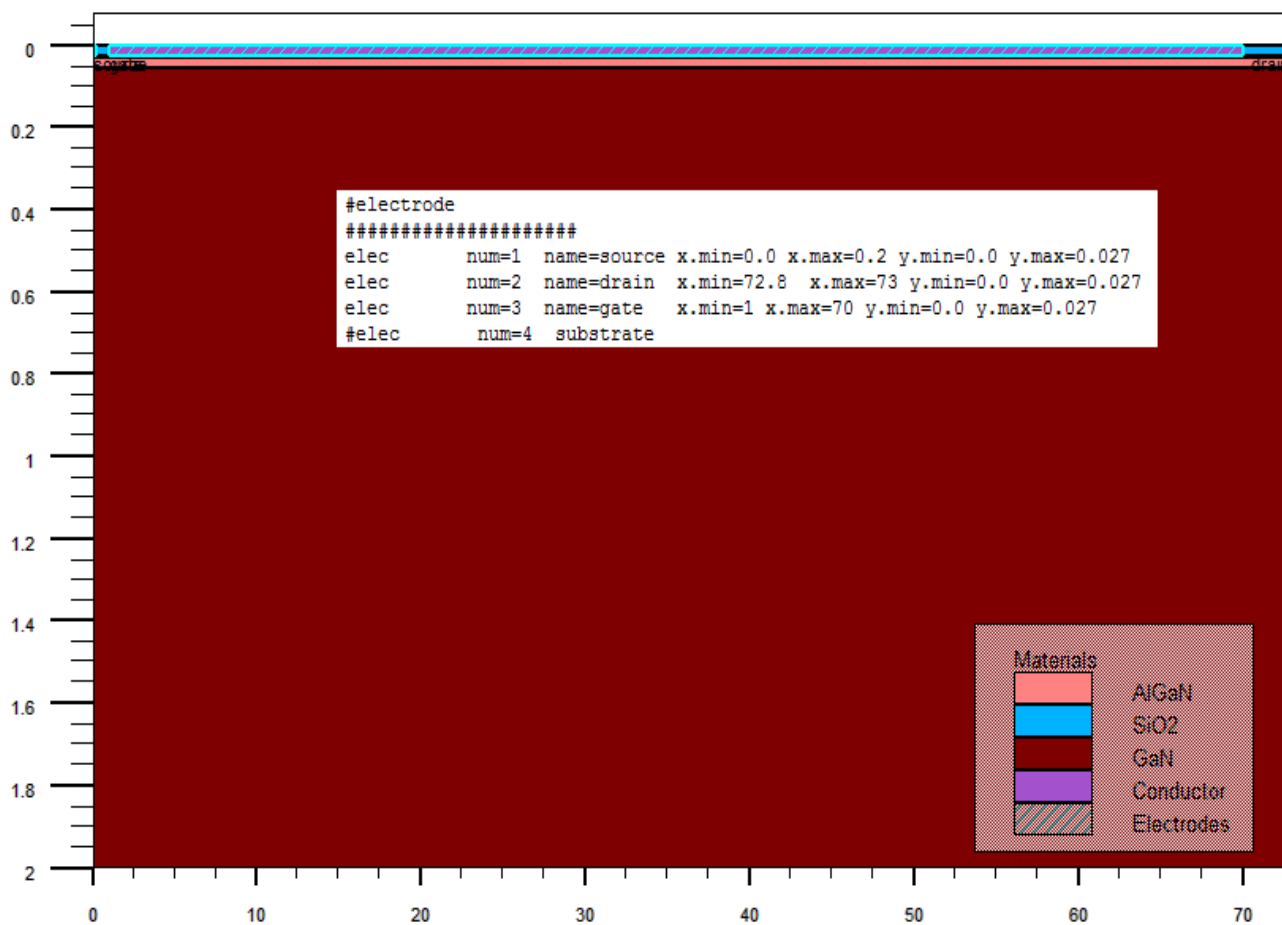 0
source gate
drain
0.2
0.4
#electrode
#####################
elec num=1 name=source x.min=0.0 x.max=0.2 y.min=0.0 y.max=0.027
elec num=2 name=drain x.min=72.8 x.max=73 y.min=0.0 y.max=0.027
elec num=3 name=gate x.min=1 x.max=70 y.min=0.0 y.max=0.027
#elec num=4 substrate
0.6
0.8
1
1.2
1.4
1.6
1.8
2
Materials
AlGaN
SiO2
GaN
Conductor
Electrodes
0 10 20 30 40 50 60 70